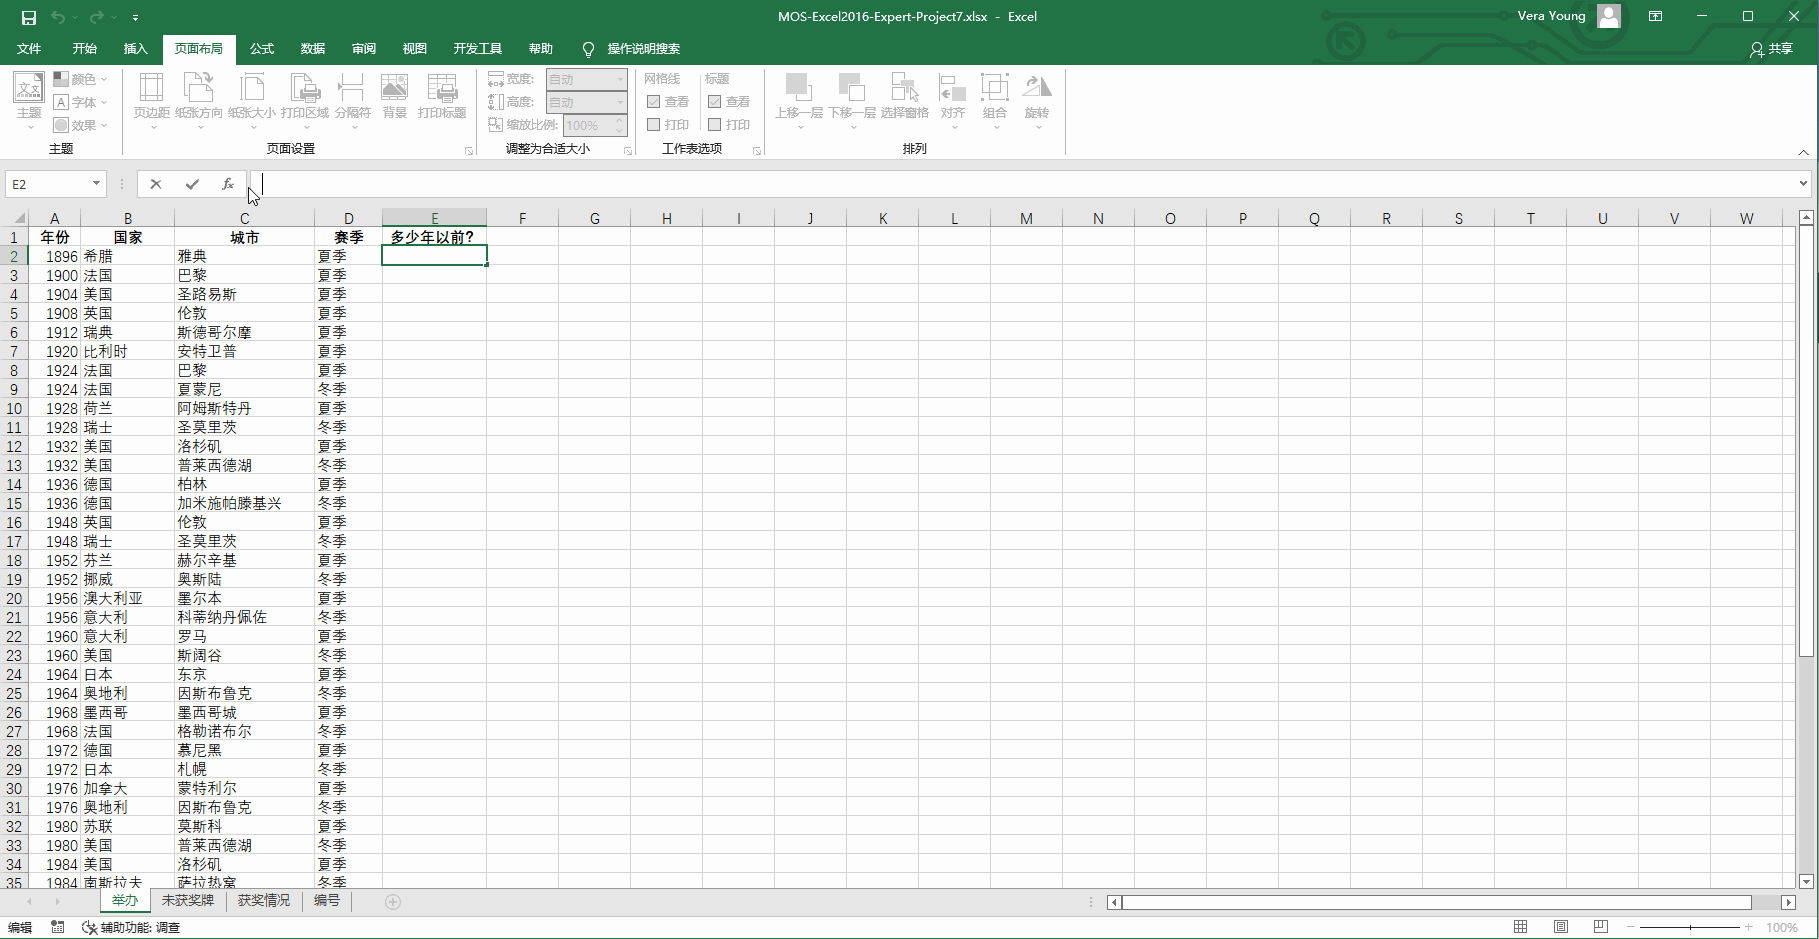 MOS-Excel2016-Expert-Project7.xlsx - Excel
Vera Young
文件 开始 插入 页面布局 公式 数据 审阅 视图 开发工具 帮助 操作说明搜索 共享
主题 颜色 字体 效果
页边距 纸张方向 纸张大小 打印区域 分隔符 背景 打印标题
宽度: 自动
高度: 自动
缩放比例: 100%
网格线 标题
查看 查看
打印 打印
上移一层 下移一层 选择窗格 对齐 组合 旋转
主题 页面设置 调整为合适大小 工作表选项 排列
E2 fx
A B C D E F G H I J K L M N O P Q R S T U V W
1 年份 国家 城市 赛季 多少年以前?
2 1896 希腊 雅典 夏季
3 1900 法国 巴黎 夏季
4 1904 美国 圣路易斯 夏季
5 1908 英国 伦敦 夏季
6 1912 瑞典 斯德哥尔摩 夏季
7 1920 比利时 安特卫普 夏季
8 1924 法国 巴黎 夏季
9 1924 法国 夏蒙尼 冬季
10 1928 荷兰 阿姆斯特丹 夏季
11 1928 瑞士 圣莫里茨 冬季
12 1932 美国 洛杉矶 夏季
13 1932 美国 普莱西德湖 冬季
14 1936 德国 柏林 夏季
15 1936 德国 加米施帕滕基兴 冬季
16 1948 英国 伦敦 夏季
17 1948 瑞士 圣莫里茨 冬季
18 1952 芬兰 赫尔辛基 夏季
19 1952 挪威 奥斯陆 冬季
20 1956 澳大利亚 墨尔本 夏季
21 1956 意大利 科蒂纳丹佩佐 冬季
22 1960 意大利 罗马 夏季
23 1960 美国 斯阔谷 冬季
24 1964 日本 东京 夏季
25 1964 奥地利 因斯布鲁克 冬季
26 1968 墨西哥 墨西哥城 夏季
27 1968 法国 格勒诺布尔 冬季
28 1972 德国 慕尼黑 夏季
29 1972 日本 札幌 冬季
30 1976 加拿大 蒙特利尔 夏季
31 1976 奥地利 因斯布鲁克 冬季
32 1980 苏联 莫斯科 夏季
33 1980 美国 普莱西德湖 冬季
34 1984 美国 洛杉矶 夏季
35 1984 南斯拉夫 萨拉热窝 冬季
举办 未获奖牌 获奖情况 编号
编辑 辅助功能: 调查 100%